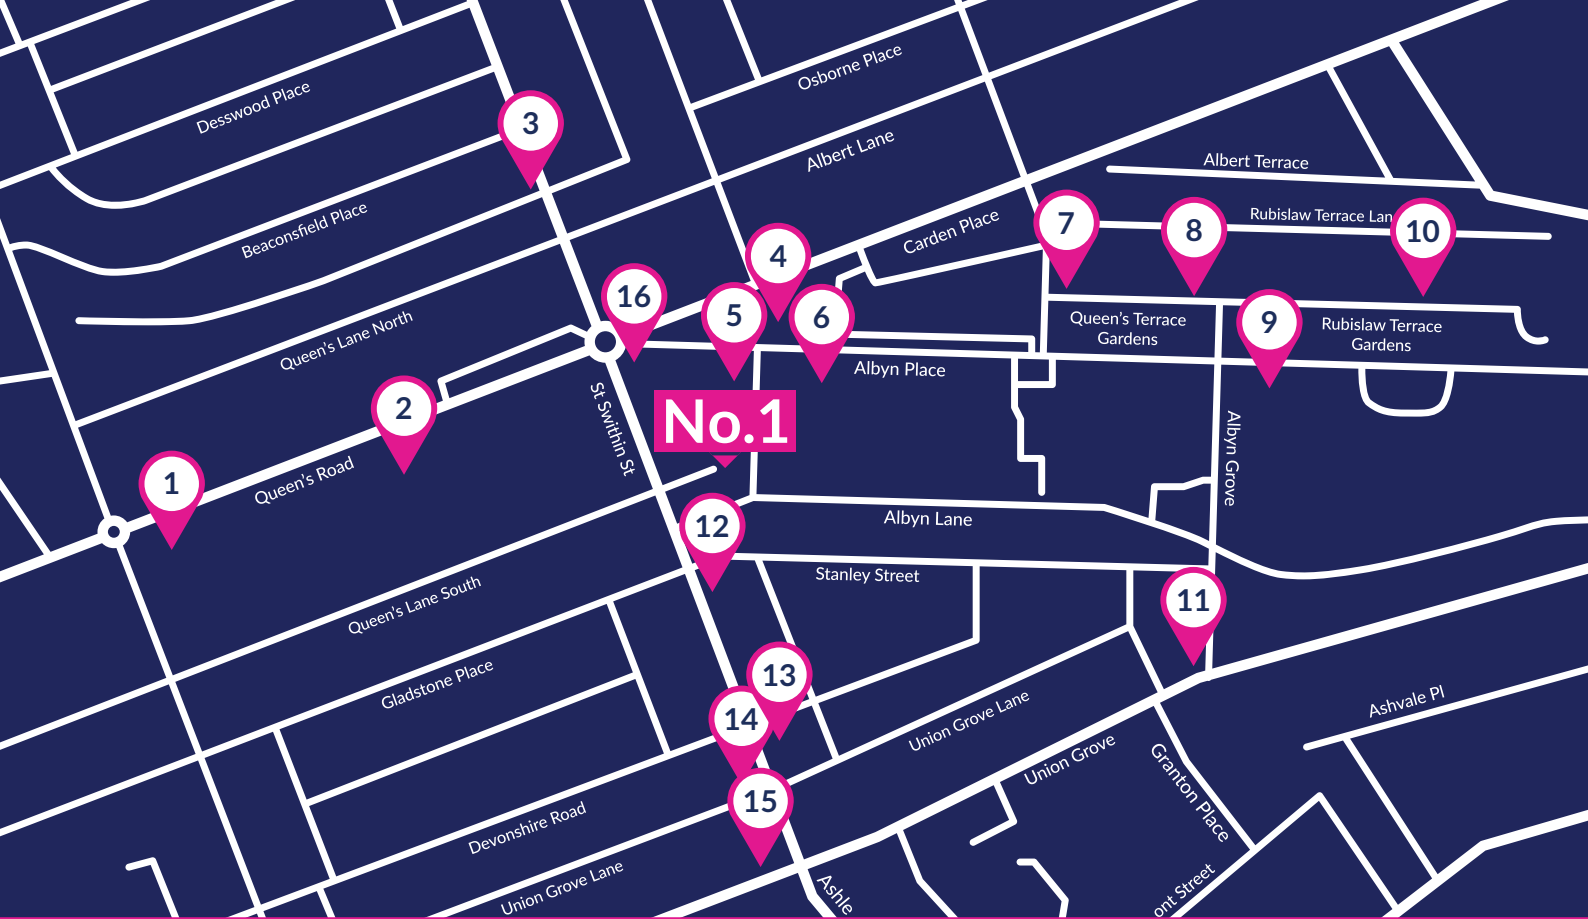 Osborne Place
Desswood Place
3
Albert Lane
Albert Terrace
Beaconsfield Place
Carden Place
7
8
Rubislaw Terrace Lan
10
4
16
5
6
Queen's Terrace
Gardens
9
Rubislaw Terrace
Gardens
Queen's Lane North
Albyn Place
2
St Swithin St
No.1
Albyn Grove
1
Queen's Road
12
Albyn Lane
Stanley Street
Queen's Lane South
11
Gladstone Place
13
14
Union Grove Lane
Ashvale Pl
Union Grove
Granton Place
15
Devonshire Road
Union Grove Lane
Ashle
ont Street